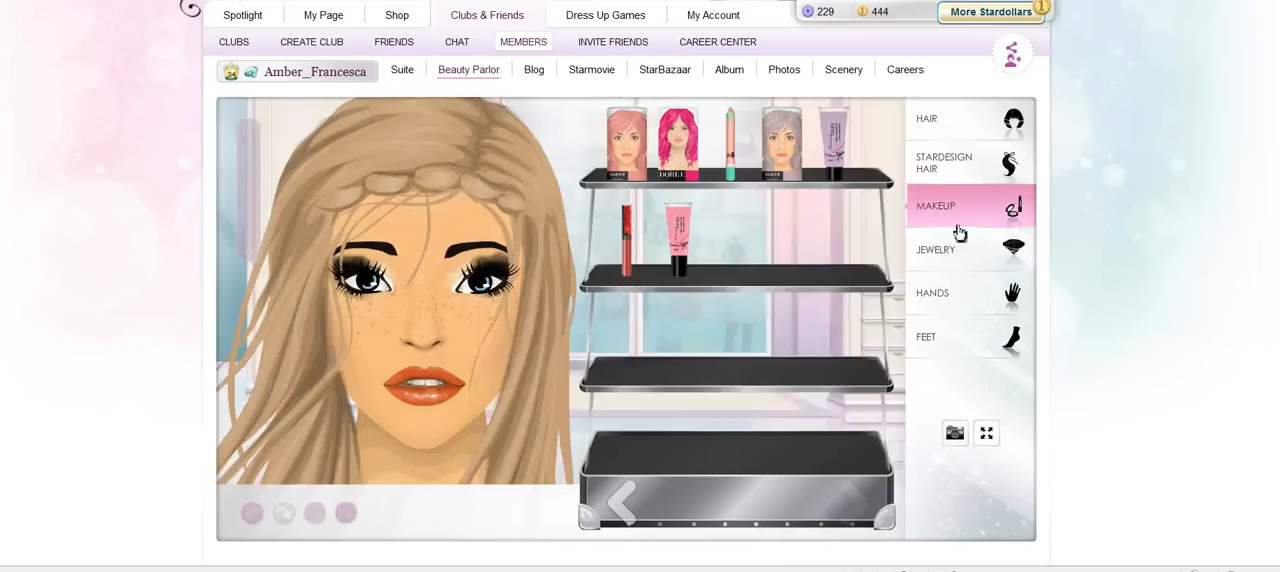 Spotlight My Page Shop Clubs & Friends Dress Up Games My Account 229 444 More Stardollars
CLUBS CREATE CLUB FRIENDS CHAT MEMBERS INVITE FRIENDS CAREER CENTER
34 Amber_Francesca Suite Beauty Parlor Blog Starmovie StarBazaar Album Photos Scenery Careers
HAIR
STARDESIGN
HAIR
MAKEUP
JEWELRY
HANDS
FEET